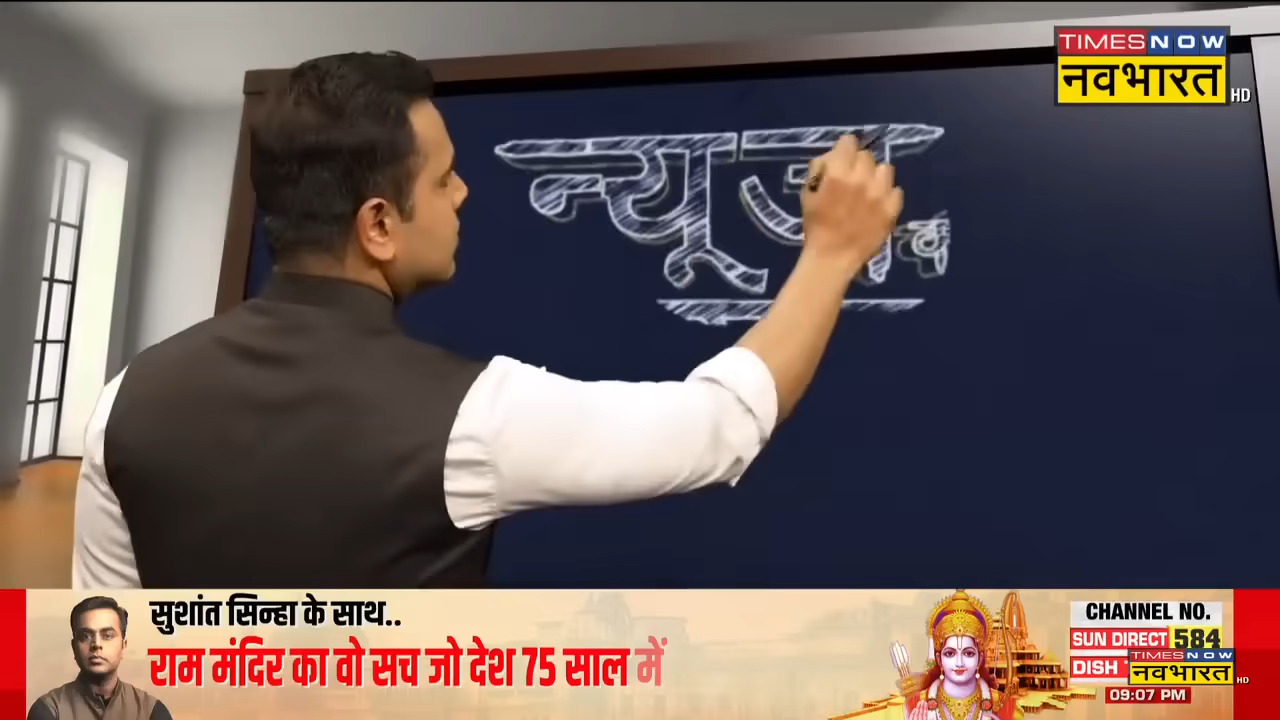 TIMES NOW
नवभारत HD
न्यूज
की
सुशांत सिन्हा के साथ..
राम मंदिर का वो सच जो देश 75 साल में
CHANNEL NO.
SUN DIRECT 584
DISH
TIMES NOW
नवभारत HD
09:07 PM